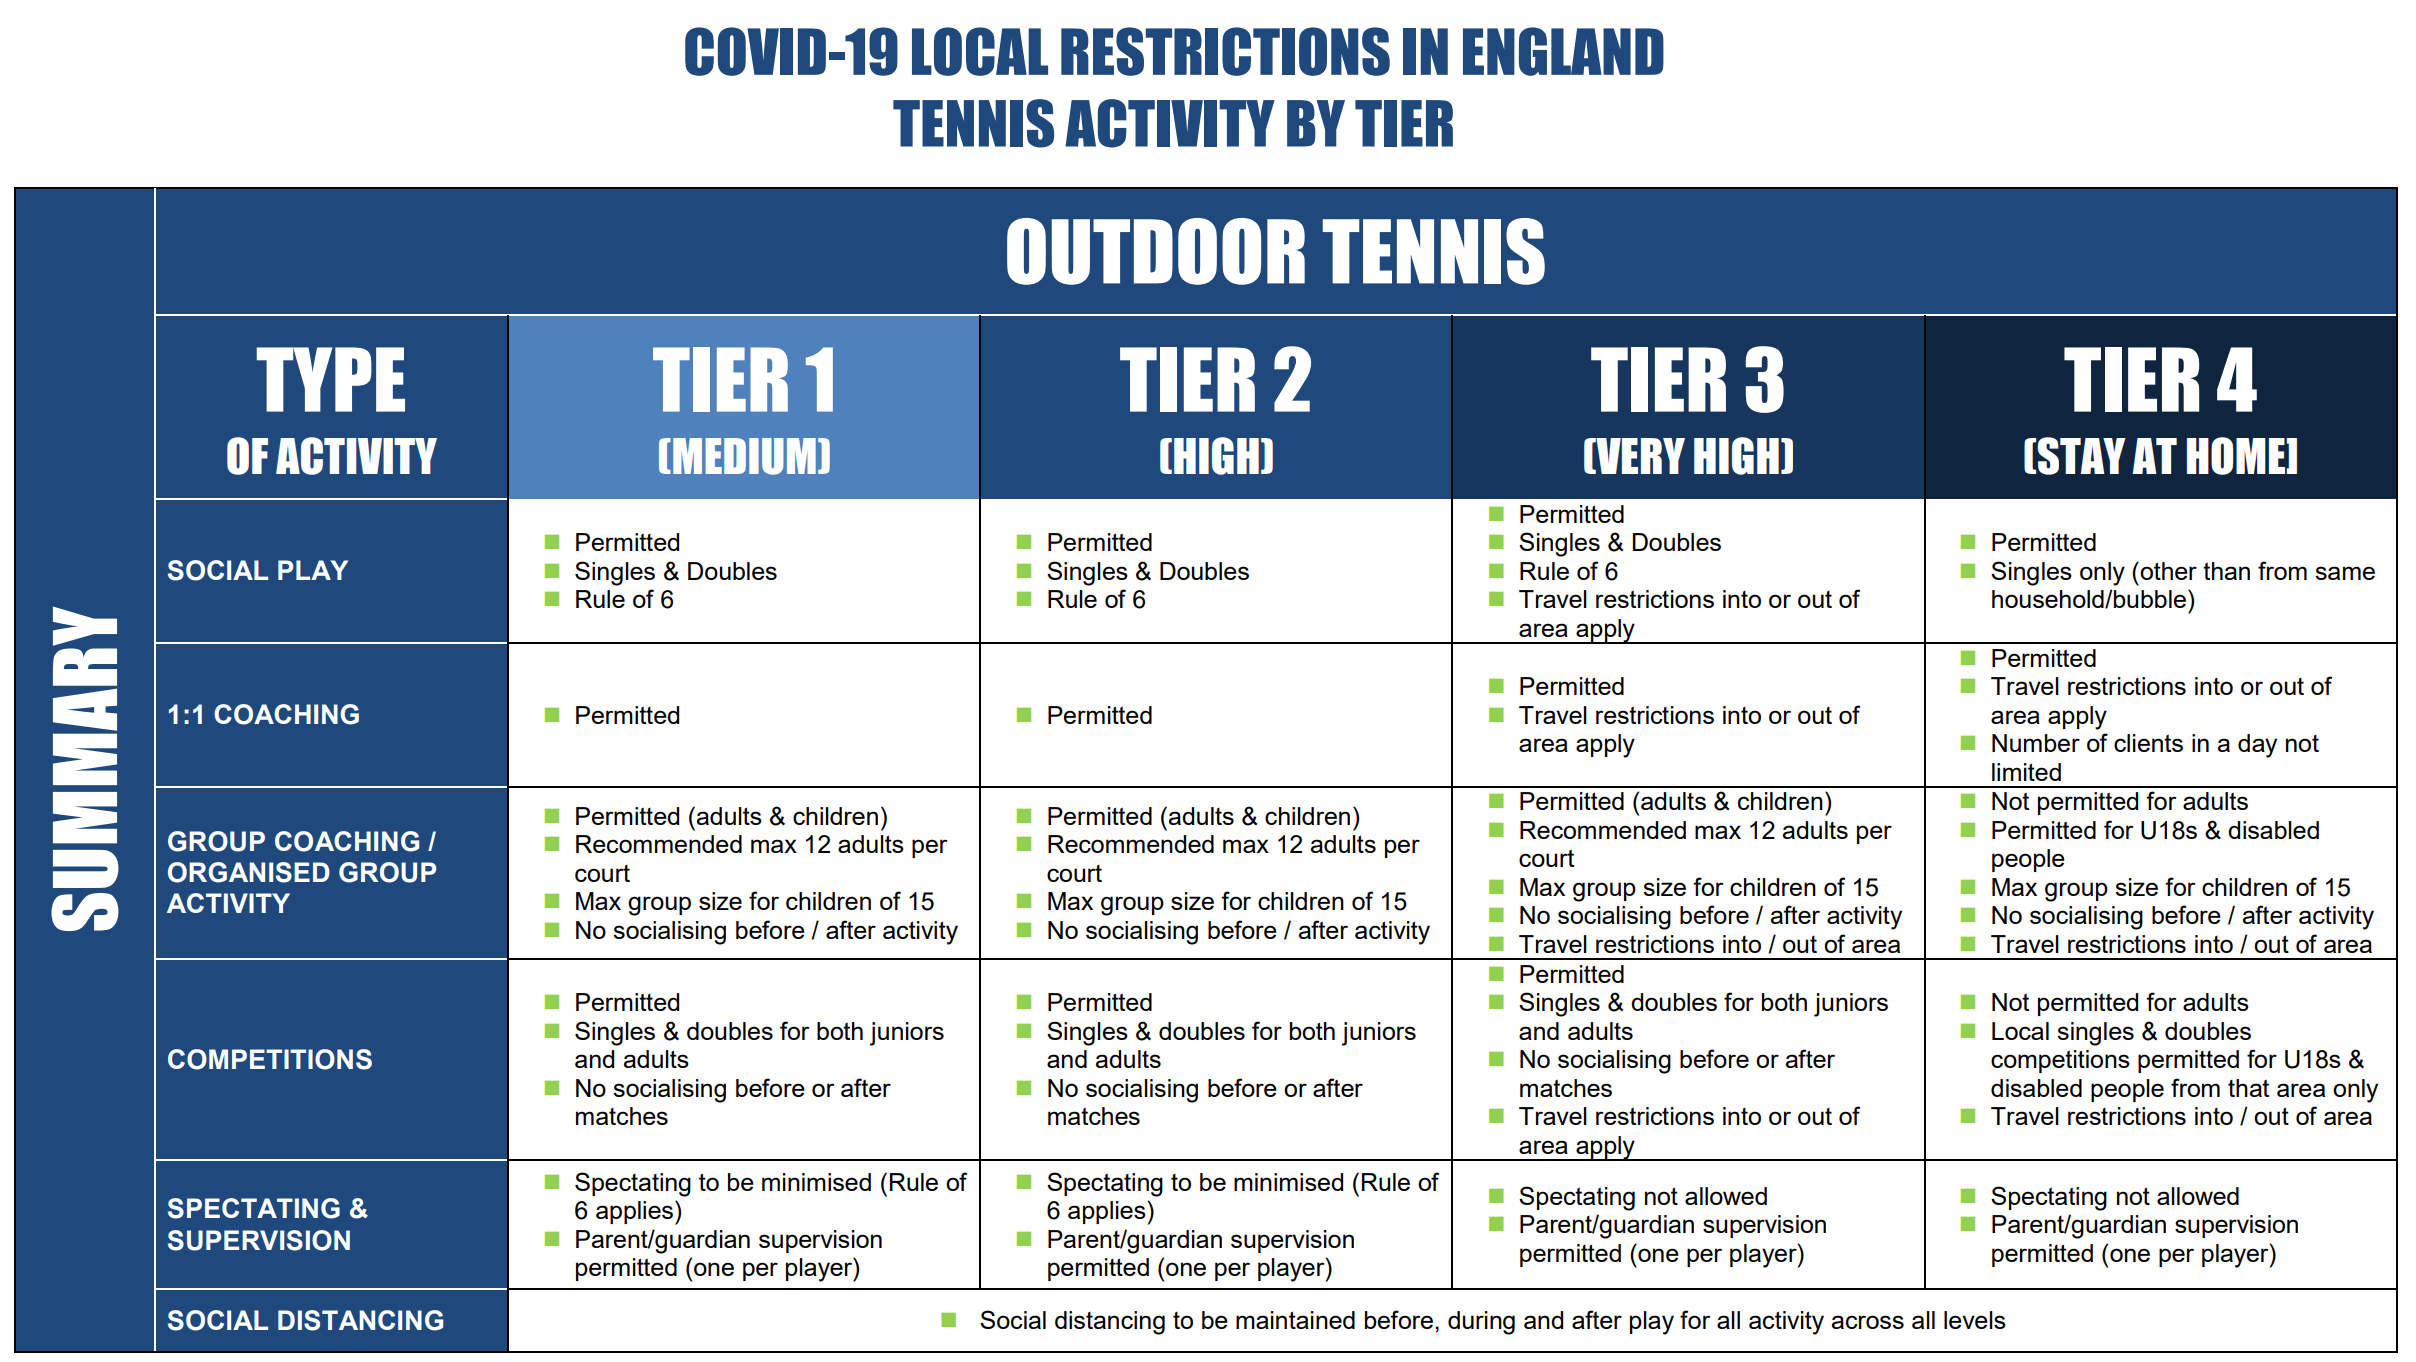 COVID-19 LOCAL RESTRICTIONS IN ENGLAND
TENNIS ACTIVITY BY TIER
SUMMARY
OUTDOOR TENNIS
TYPE
OF ACTIVITY
TIER 1
(MEDIUM)
TIER 2
(HIGH)
TIER 3
(VERY HIGH)
TIER 4
(STAY AT HOME]
SOCIAL PLAY
Permitted
Singles & Doubles
Rule of 6
Permitted
Singles & Doubles
Rule of 6
Permitted
Singles & Doubles
Rule of 6
Travel restrictions into or out of
area apply
Permitted
Singles only (other than from same
household/bubble)
1:1 COACHING
Permitted
Permitted
Permitted
Travel restrictions into or out of
area apply
Permitted
Travel restrictions into or out of
area apply
Number of clients in a day not
limited
GROUP COACHING /
ORGANISED GROUP
ACTIVITY
Permitted (adults & children)
Recommended max 12 adults per
court
Max group size for children of 15
No socialising before / after activity
Permitted (adults & children)
Recommended max 12 adults per
court
Max group size for children of 15
No socialising before / after activity
Permitted (adults & children)
Recommended max 12 adults per
court
Max group size for children of 15
No socialising before / after activity
Travel restrictions into / out of area
Not permitted for adults
Permitted for U18s & disabled
people
Max group size for children of 15
No socialising before / after activity
Travel restrictions into / out of area
COMPETITIONS
Permitted
Singles & doubles for both juniors
and adults
No socialising before or after
matches
Permitted
Singles & doubles for both juniors
and adults
No socialising before or after
matches
Permitted
Singles & doubles for both juniors
and adults
No socialising before or after
matches
Travel restrictions into or out of
area apply
Not permitted for adults
Local singles & doubles
competitions permitted for U18s &
disabled people from that area only
Travel restrictions into / out of area
SPECTATING &
SUPERVISION
Spectating to be minimised (Rule of
6 applies)
Parent/guardian supervision
permitted (one per player)
Spectating to be minimised (Rule of
6 applies)
Parent/guardian supervision
permitted (one per player)
Spectating not allowed
Parent/guardian supervision
permitted (one per player)
Spectating not allowed
Parent/guardian supervision
permitted (one per player)
SOCIAL DISTANCING
Social distancing to be maintained before, during and after play for all activity across all levels